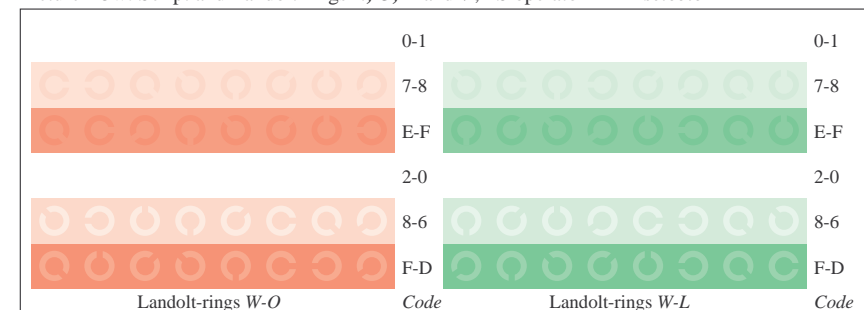 0-1 0-1
7-8 7-8
E-F E-F
2-0 2-0
8-6 8-6
F-D F-D
Landolt-rings W-O Code Landolt-rings W-L Code